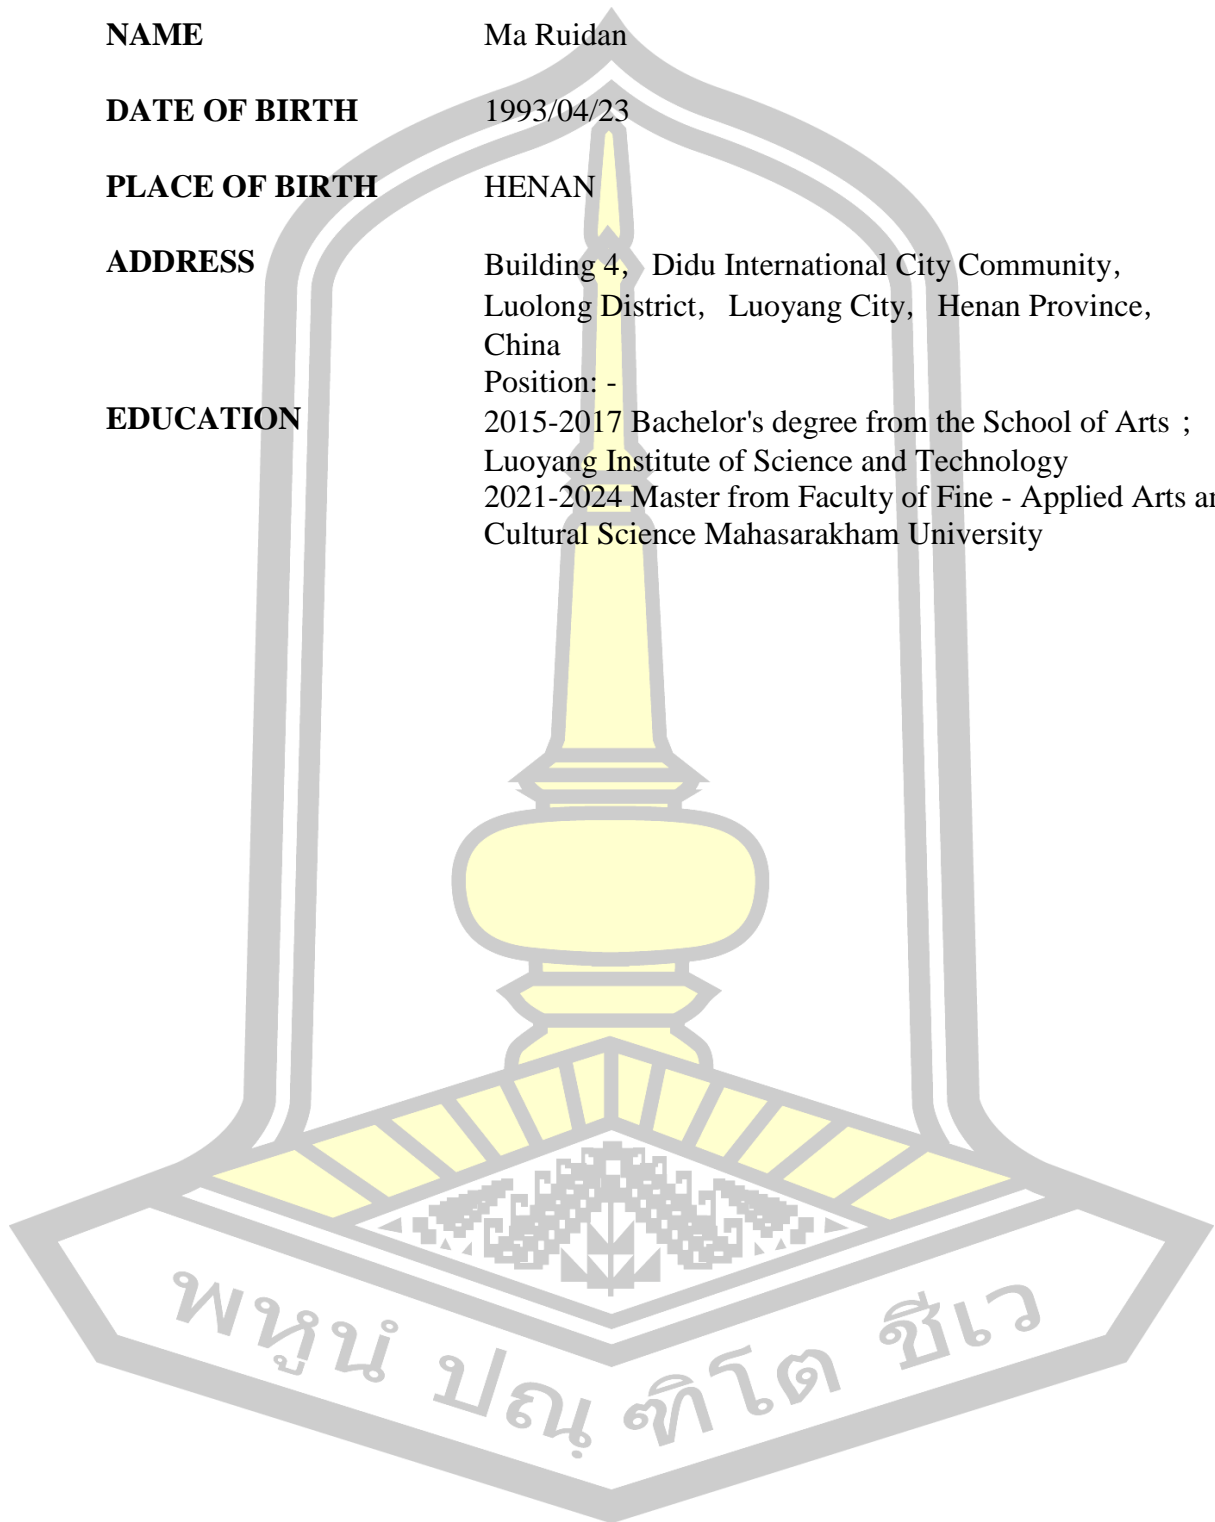 NAME Ma Ruidan
DATE OF BIRTH 1993/04/23
PLACE OF BIRTH HENAN
ADDRESS Building 4，Didu International City Community，
Luolong District，Luoyang City，Henan Province，
China
Position: -
EDUCATION 2015-2017 Bachelor's degree from the School of Arts；
Luoyang Institute of Science and Technology
2021-2024 Master from Faculty of Fine - Applied Arts
Cultural Science Mahasarakham University
พหูนํ ปณฺฑิโต ชีเว